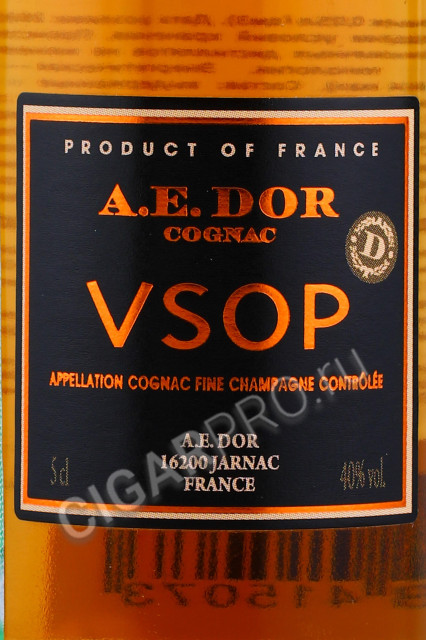 PRODUCT OF FRANCE
A.E. DOR
COGNAC
D
VSOP
APPELLATION COGNAC FINE CHAMPAGNE CONTRÔLÉE
A.E. DOR
16200 JARNAC
FRANCE
5 cl
40% vol.
CIGARPRO.ru